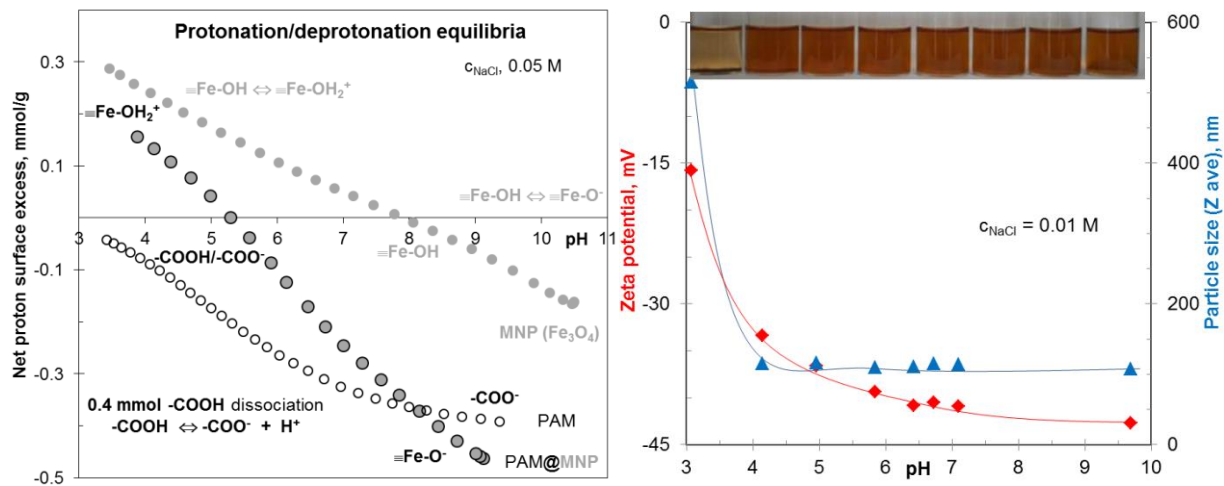 Protonation/deprotonation equilibria
c_NaCl, 0.05 M
≡Fe-OH ⇔ ≡Fe-OH₂⁺
≡Fe-OH₂⁺
≡Fe-OH ⇔ ≡Fe-O⁻
≡Fe-OH
-COOH/-COO⁻
MNP (Fe₃O₄)
0.4 mmol -COOH dissociation
-COOH ⇔ -COO⁻ + H⁺
-COO⁻
PAM
≡Fe-O⁻
PAM@MNP
Net proton surface excess, mmol/g
0.3
0.1
-0.1
-0.3
-0.5
3 4 5 6 7 8 9 10 11
pH
Zeta potential, mV
0
-15
-30
-45
c_NaCl = 0.01 M
3 4 5 6 7 8 9 10
pH
600
400
200
0
Particle size (Z ave), nm